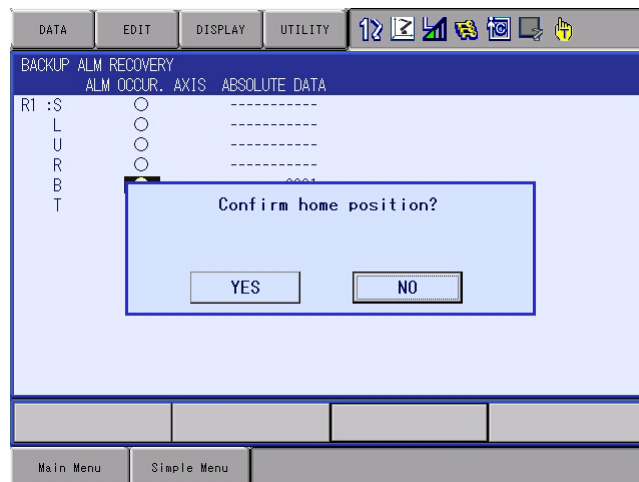 DATA EDIT DISPLAY UTILITY
BACKUP ALM RECOVERY
ALM OCCUR. AXIS ABSOLUTE DATA
R1 :S -----------
L -----------
U -----------
R -----------
B
T
Confirm home position?
YES NO
Main Menu Simple Menu